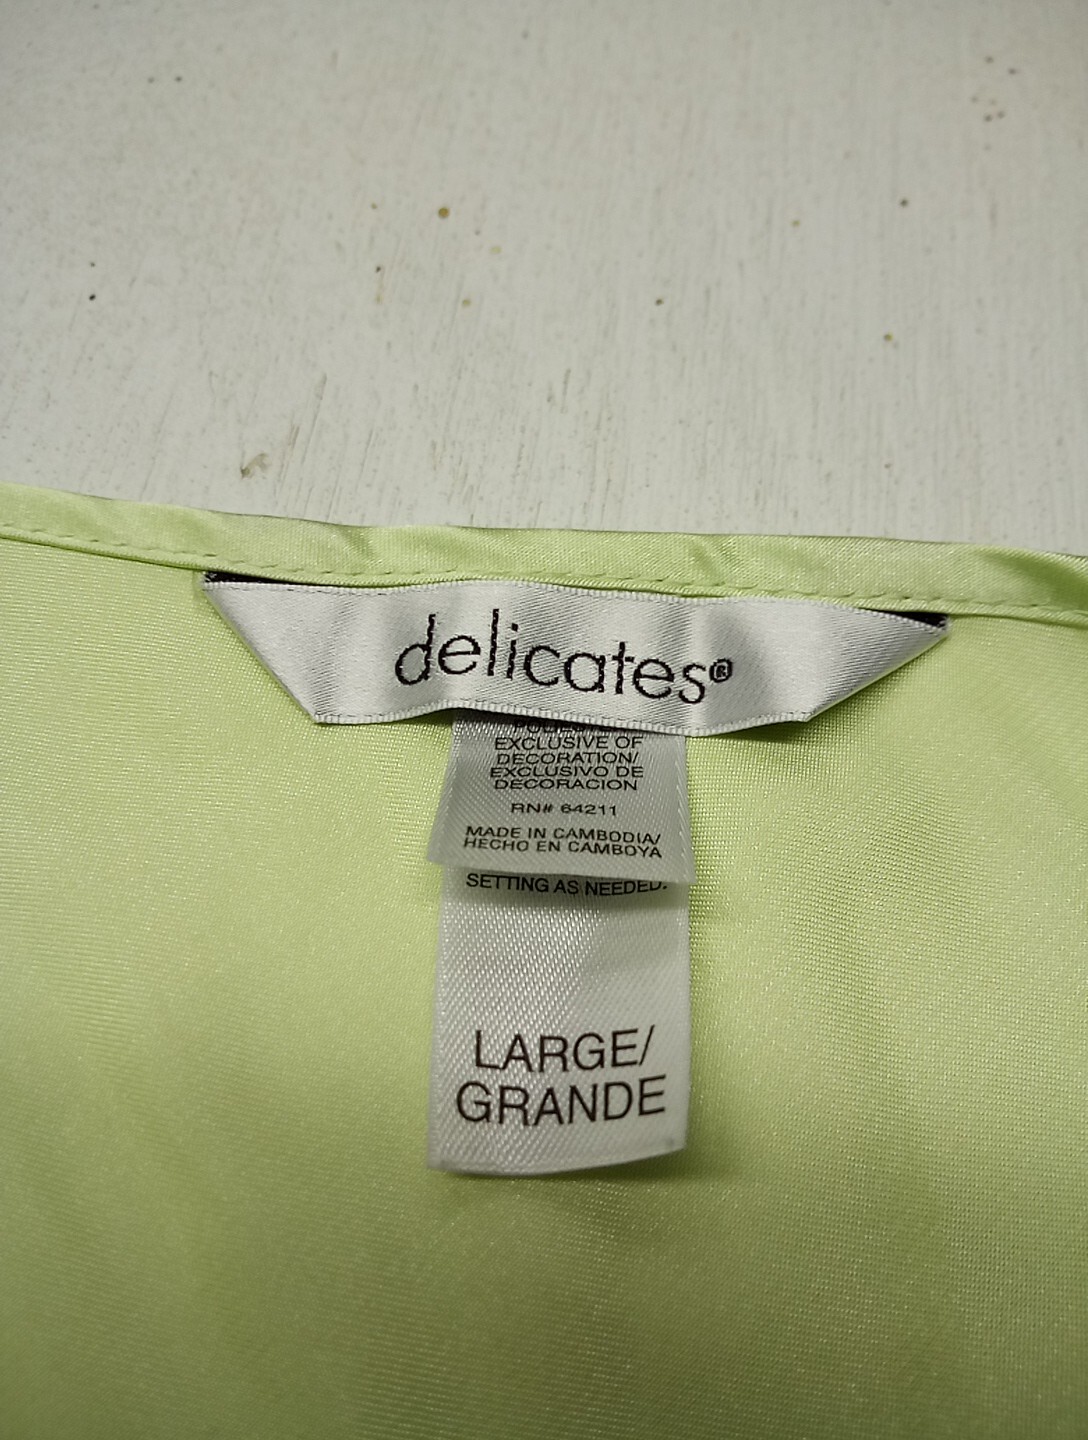 delicates®
EXCLUSIVE OF
DECORATION/
EXCLUSIVO DE
DECORACION
RN# 64211
MADE IN CAMBODIA/
HECHO EN CAMBOYA
SETTING AS NEEDED.
LARGE/
GRANDE